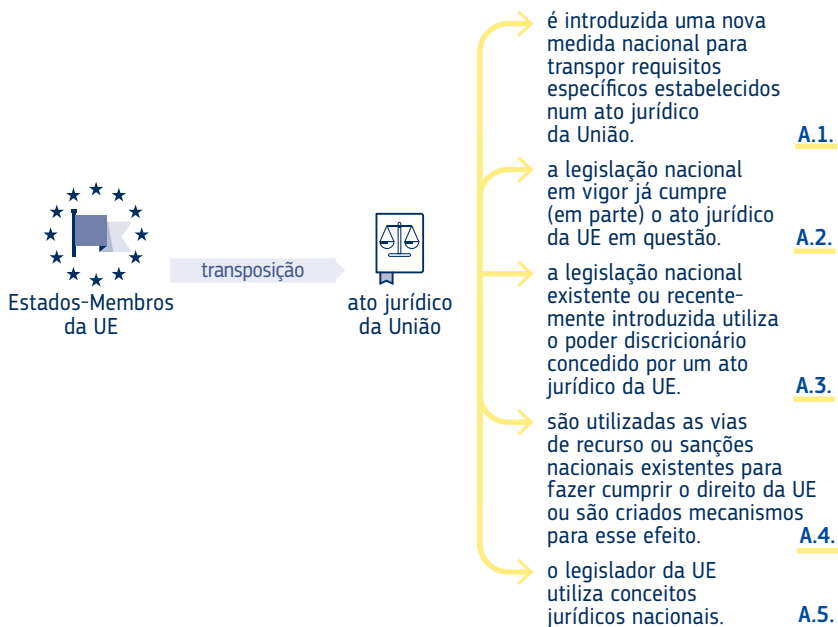 Estados-Membros
da UE
transposição
ato jurídico
da União
é introduzida uma nova
medida nacional para
transpor requisitos
específicos estabelecidos
num ato jurídico
da União.
A.1.
a legislação nacional
em vigor já cumpre
(em parte) o ato jurídico
da UE em questão.
A.2.
a legislação nacional
existente ou recente-
mente introduzida utiliza
o poder discricionário
concedido por um ato
jurídico da UE.
A.3.
são utilizadas as vias
de recurso ou sanções
nacionais existentes para
fazer cumprir o direito da UE
ou são criados mecanismos
para esse efeito.
A.4.
o legislador da UE
utiliza conceitos
jurídicos nacionais.
A.5.